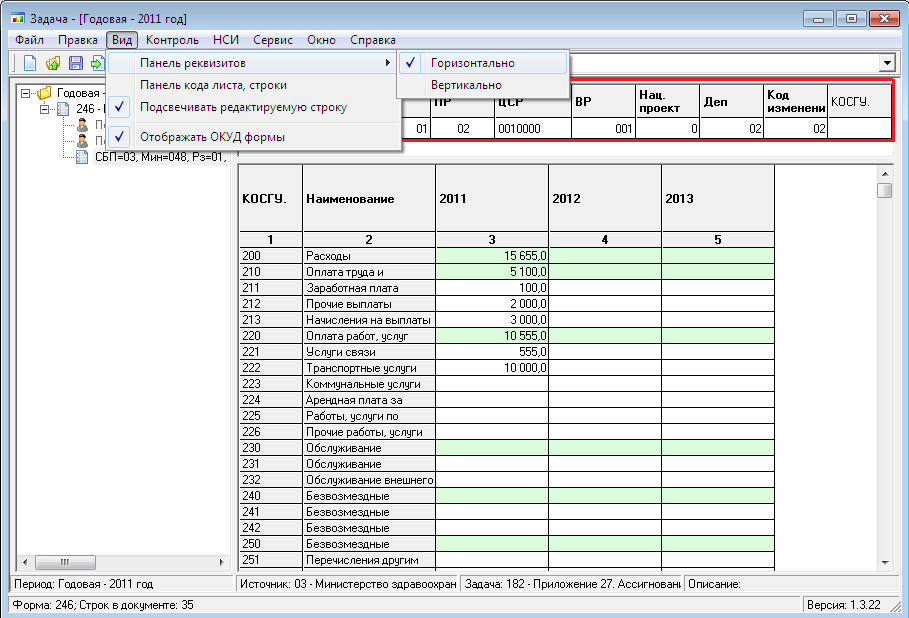 Задача - [Годовая - 2011 год]
Файл Правка Вид Контроль НСИ Сервис Окно Справка
Панель реквизитов
Панель кода листа, строки
Подсвечивать редактируемую строку
Отображать ОКУД формы
Горизонтально
Вертикально
Годовая -
246 -
СБП=03, Мин=048, Рз=01,
ПР ЦСР ВР Нац. проект Деп Код изменени КОСГУ.
01 02 0010000 001 0 02 02
КОСГУ. Наименование 2011 2012 2013
1 2 3 4 5
200 Расходы 15 655,0
210 Оплата труда и 5 100,0
211 Заработная плата 100,0
212 Прочие выплаты 2 000,0
213 Начисления на выплаты 3 000,0
220 Оплата работ, услуг 10 555,0
221 Услуги связи 555,0
222 Транспортные услуги 10 000,0
223 Коммунальные услуги
224 Арендная плата за
225 Работы, услуги по
226 Прочие работы, услуги
230 Обслуживание
231 Обслуживание
232 Обслуживание внешнего
240 Безвозмездные
241 Безвозмездные
242 Безвозмездные
250 Безвозмездные
251 Перечисления другим
Период: Годовая - 2011 год Источник: 03 - Министерство здравоохран Задача: 182 - Приложение 27. Ассигновани Описание:
Форма: 246; Строк в документе: 35 Версия: 1.3.22